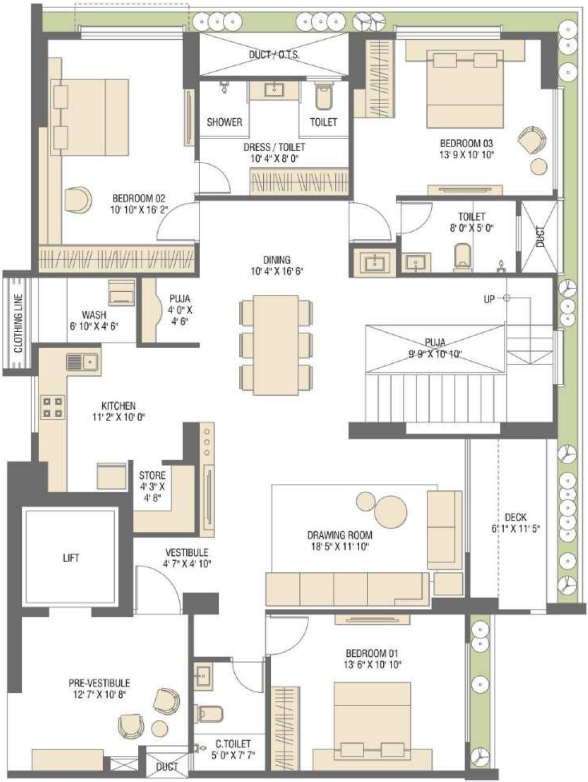 DUCT / O.T.S.
SHOWER
TOILET
DRESS / TOILET
10' 4" X 8' 0"
BEDROOM 03
13' 9 X 10' 10"
BEDROOM 02
10' 10" X 16' 2"
TOILET
8' 0" X 5' 0"
DUCT
DINING
10' 4" X 16' 6"
CLOTHING LINE
WASH
6' 10" X 4' 6"
PUJA
4' 0" X
4' 6"
UP
PUJA
9' 9" X 10' 10"
KITCHEN
11' 2" X 10' 0"
STORE
4' 3" X
4' 8"
LIFT
VESTIBULE
4' 7" X 4' 10"
DRAWING ROOM
18' 5" X 11' 10"
DECK
6' 1" X 11' 5"
BEDROOM 01
13' 6" X 10' 10"
PRE-VESTIBULE
12' 7" X 10' 8"
C.TOILET
5' 0" X 7' 7"
DUCT